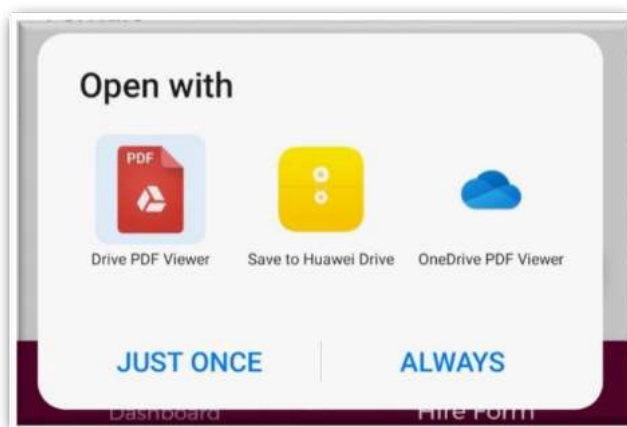 Open with
PDF
Drive PDF Viewer
Save to Huawei Drive
OneDrive PDF Viewer
JUST ONCE
ALWAYS
Dashboard
Hire Form